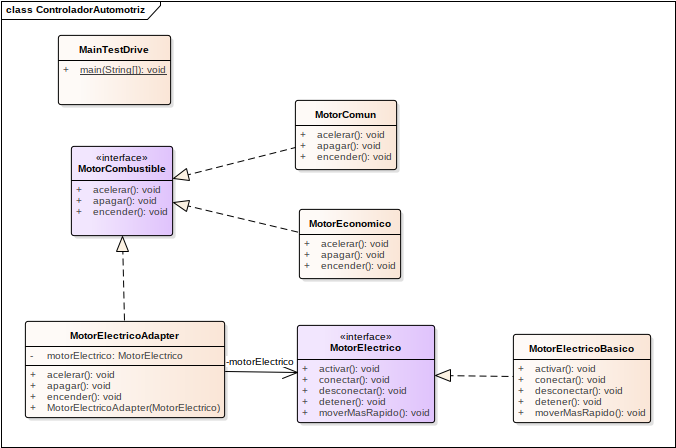 class ControladorAutomotriz
MainTestDrive
+ main(String[]): void
MotorComun
+ acelerar(): void
+ apagar(): void
+ encender(): void
«interface»
MotorCombustible
+ acelerar(): void
+ apagar(): void
+ encender(): void
MotorEconomico
+ acelerar(): void
+ apagar(): void
+ encender(): void
MotorElectricoAdapter
- motorElectrico: MotorElectrico
+ acelerar(): void
+ apagar(): void
+ encender(): void
+ MotorElectricoAdapter(MotorElectrico)
-motorElectrico
«interface»
MotorElectrico
+ activar(): void
+ conectar(): void
+ desconectar(): void
+ detener(): void
+ moverMasRapido(): void
MotorElectricoBasico
+ activar(): void
+ conectar(): void
+ desconectar(): void
+ detener(): void
+ moverMasRapido(): void